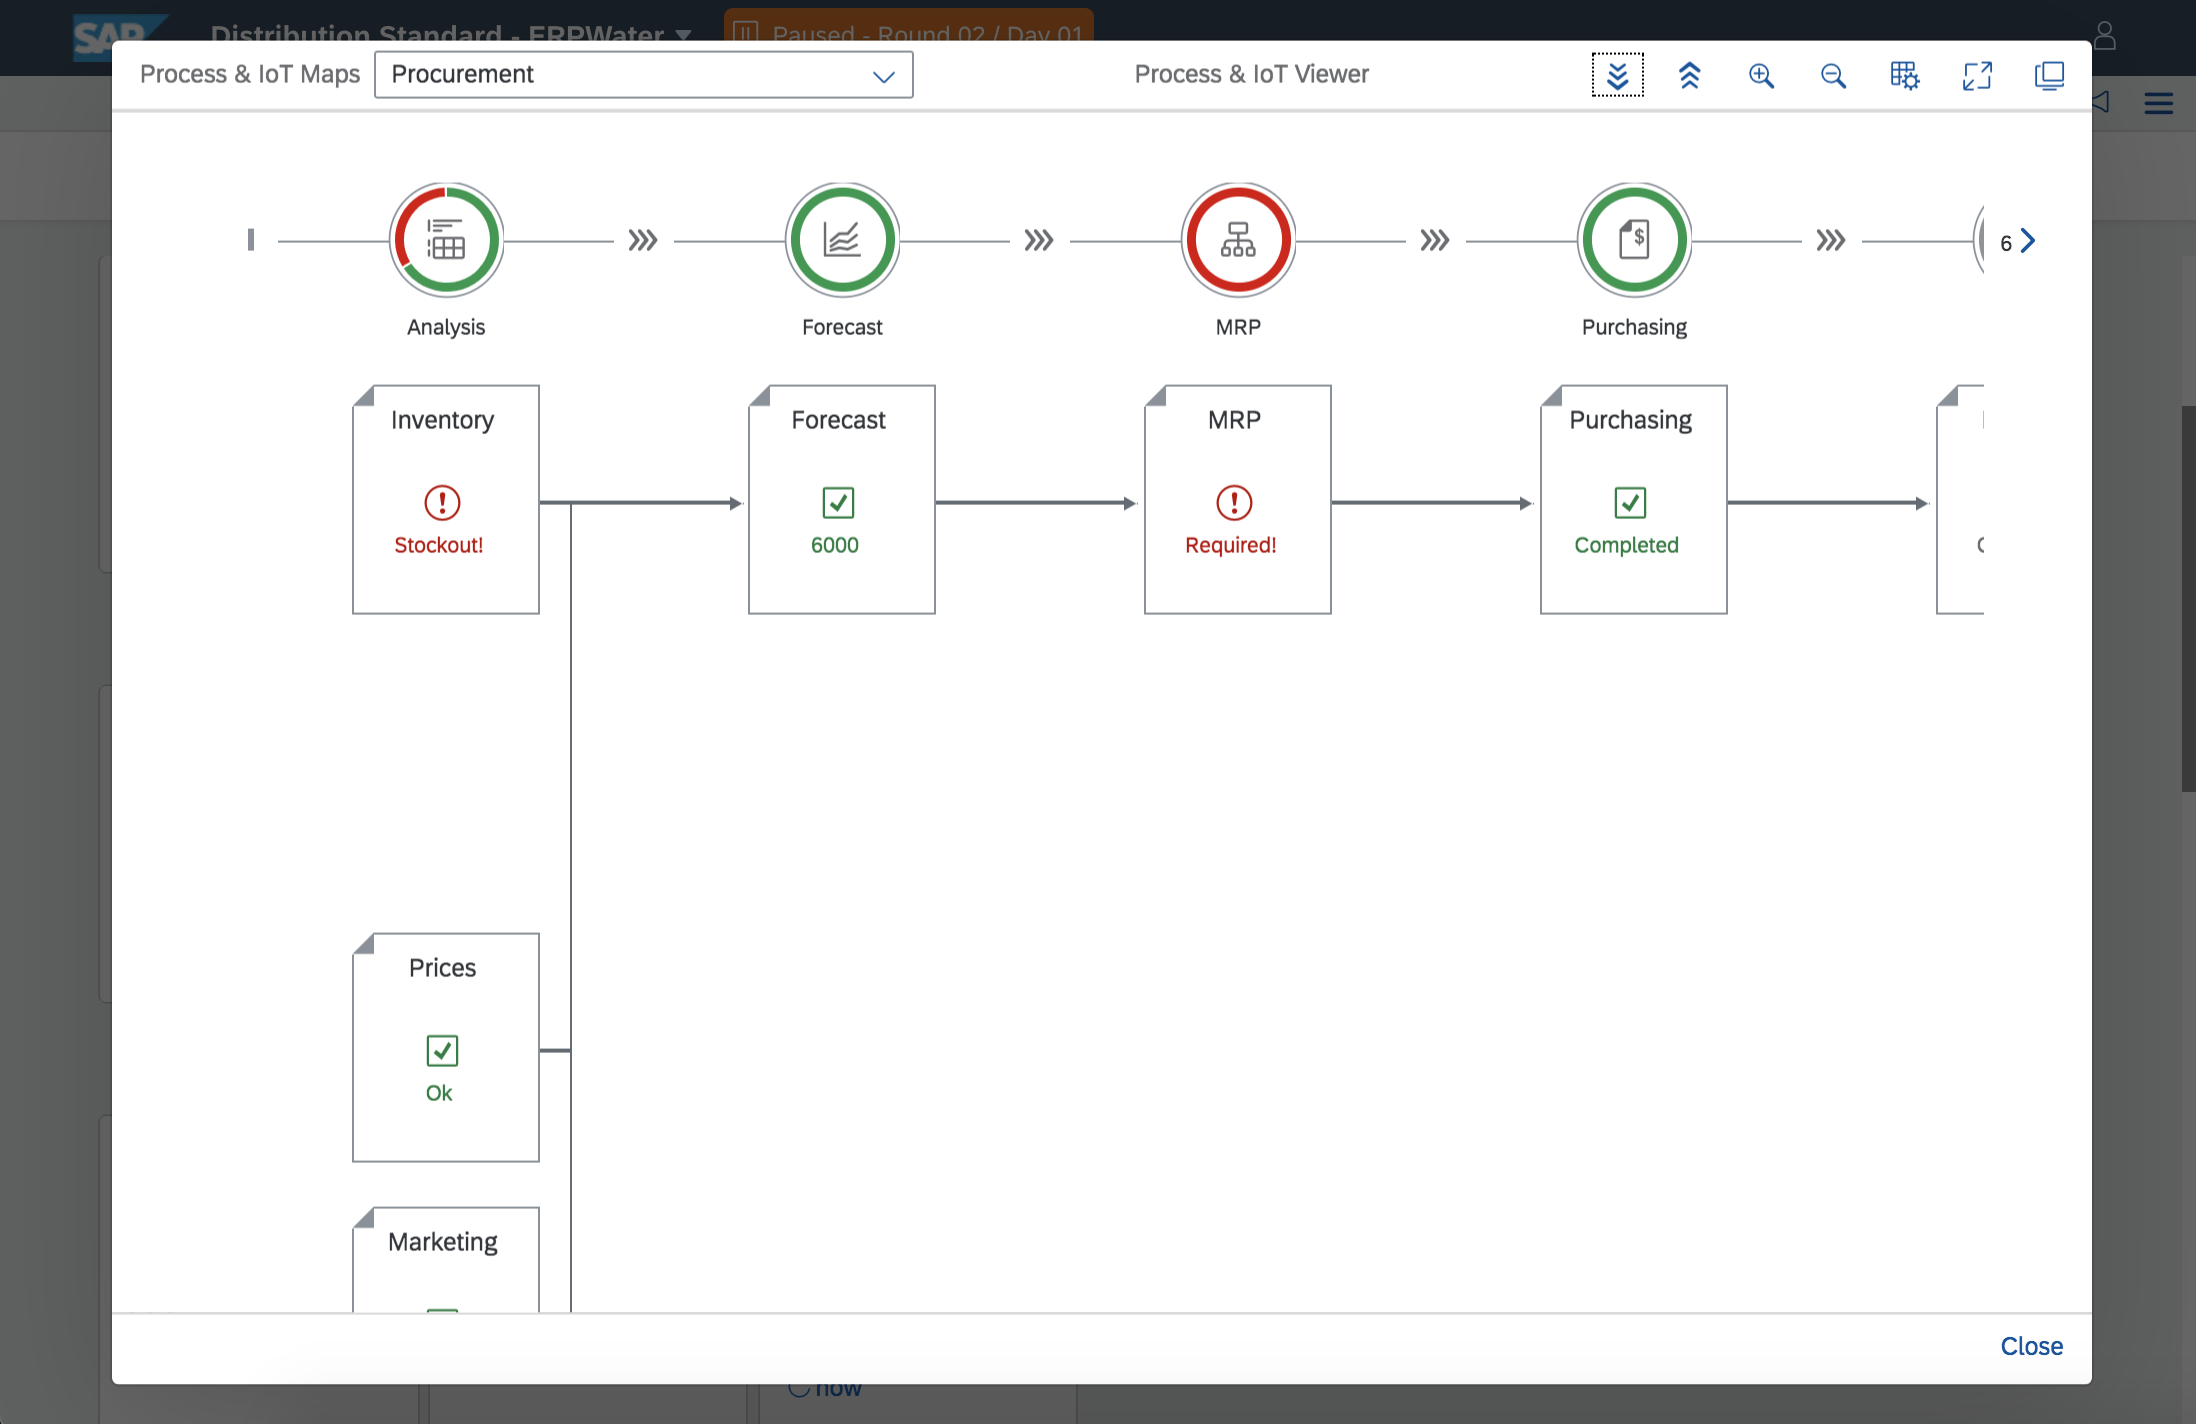 SAP Distribution Standard - ERPWater Paused - Round 02 / Day 01
Process & IoT Maps Procurement Process & IoT Viewer
6
Analysis Forecast MRP Purchasing
Inventory Forecast MRP Purchasing
Stockout! 6000 Required! Completed
Prices
Ok
Marketing
Close
now